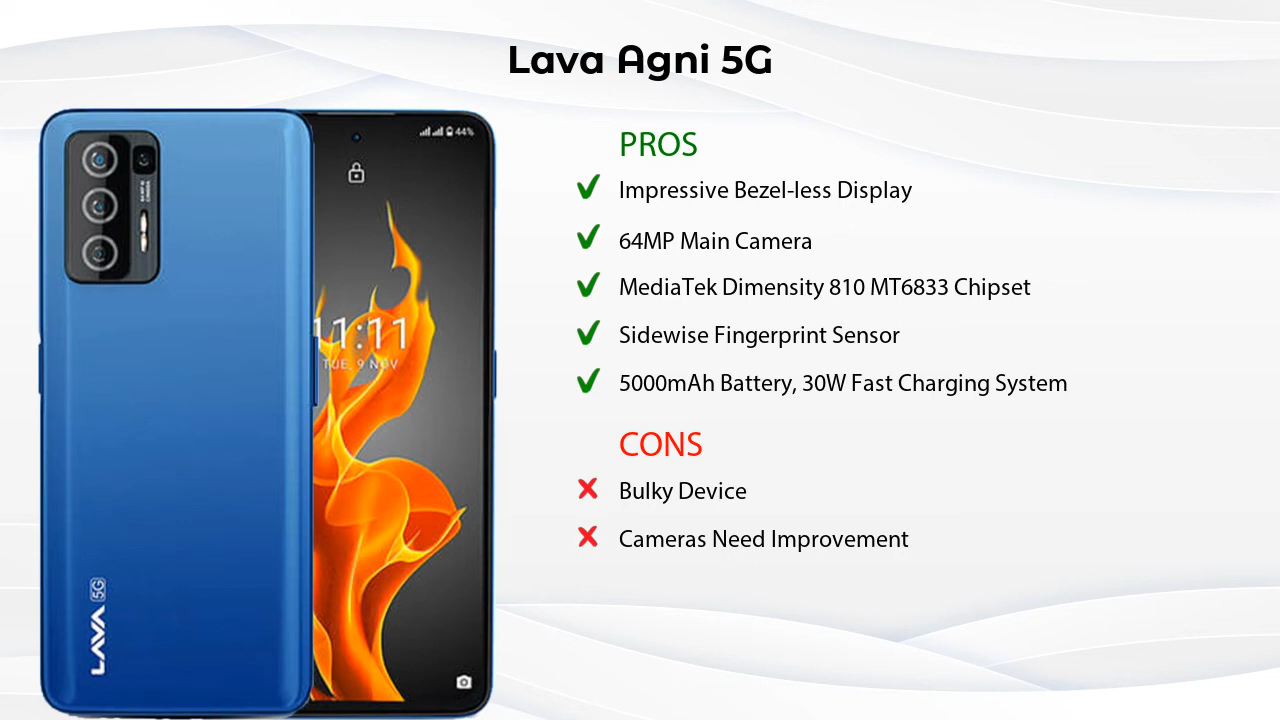 Lava Agni 5G
44%
11:11
TUE, 9 NOV
LAVA 5G
PROS
Impressive Bezel-less Display
64MP Main Camera
MediaTek Dimensity 810 MT6833 Chipset
Sidewise Fingerprint Sensor
5000mAh Battery, 30W Fast Charging System
CONS
Bulky Device
Cameras Need Improvement